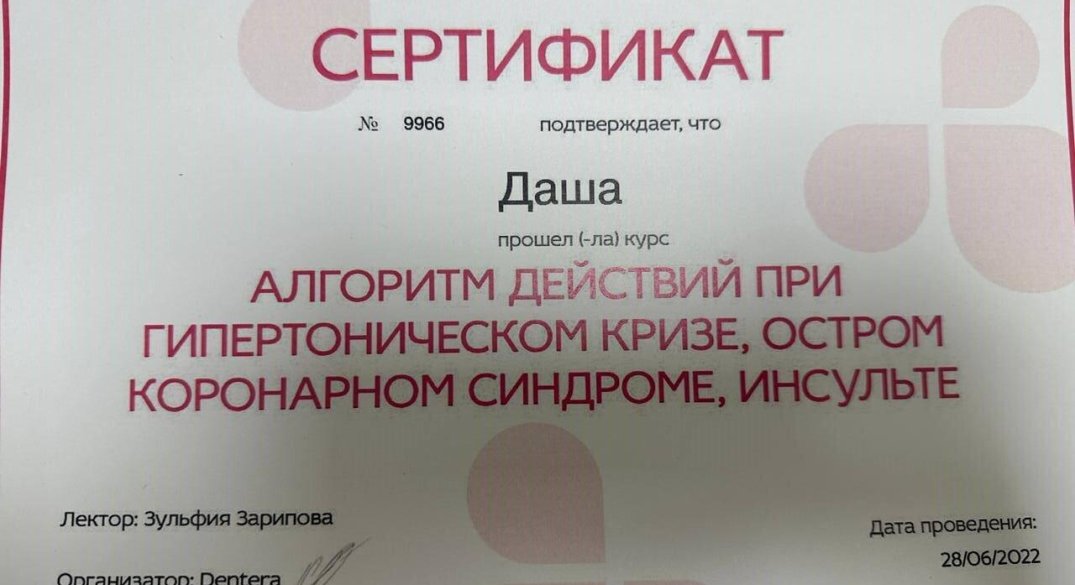 СЕРТИФИКАТ
№ 9966 подтверждает, что
Даша
прошел (-ла) курс
АЛГОРИТМ ДЕЙСТВИЙ ПРИ
ГИПЕРТОНИЧЕСКОМ КРИЗЕ, ОСТРОМ
КОРОНАРНОМ СИНДРОМЕ, ИНСУЛЬТЕ
Лектор: Зульфия Зарипова
Дата проведения:
28/06/2022
Организатор: Dentera